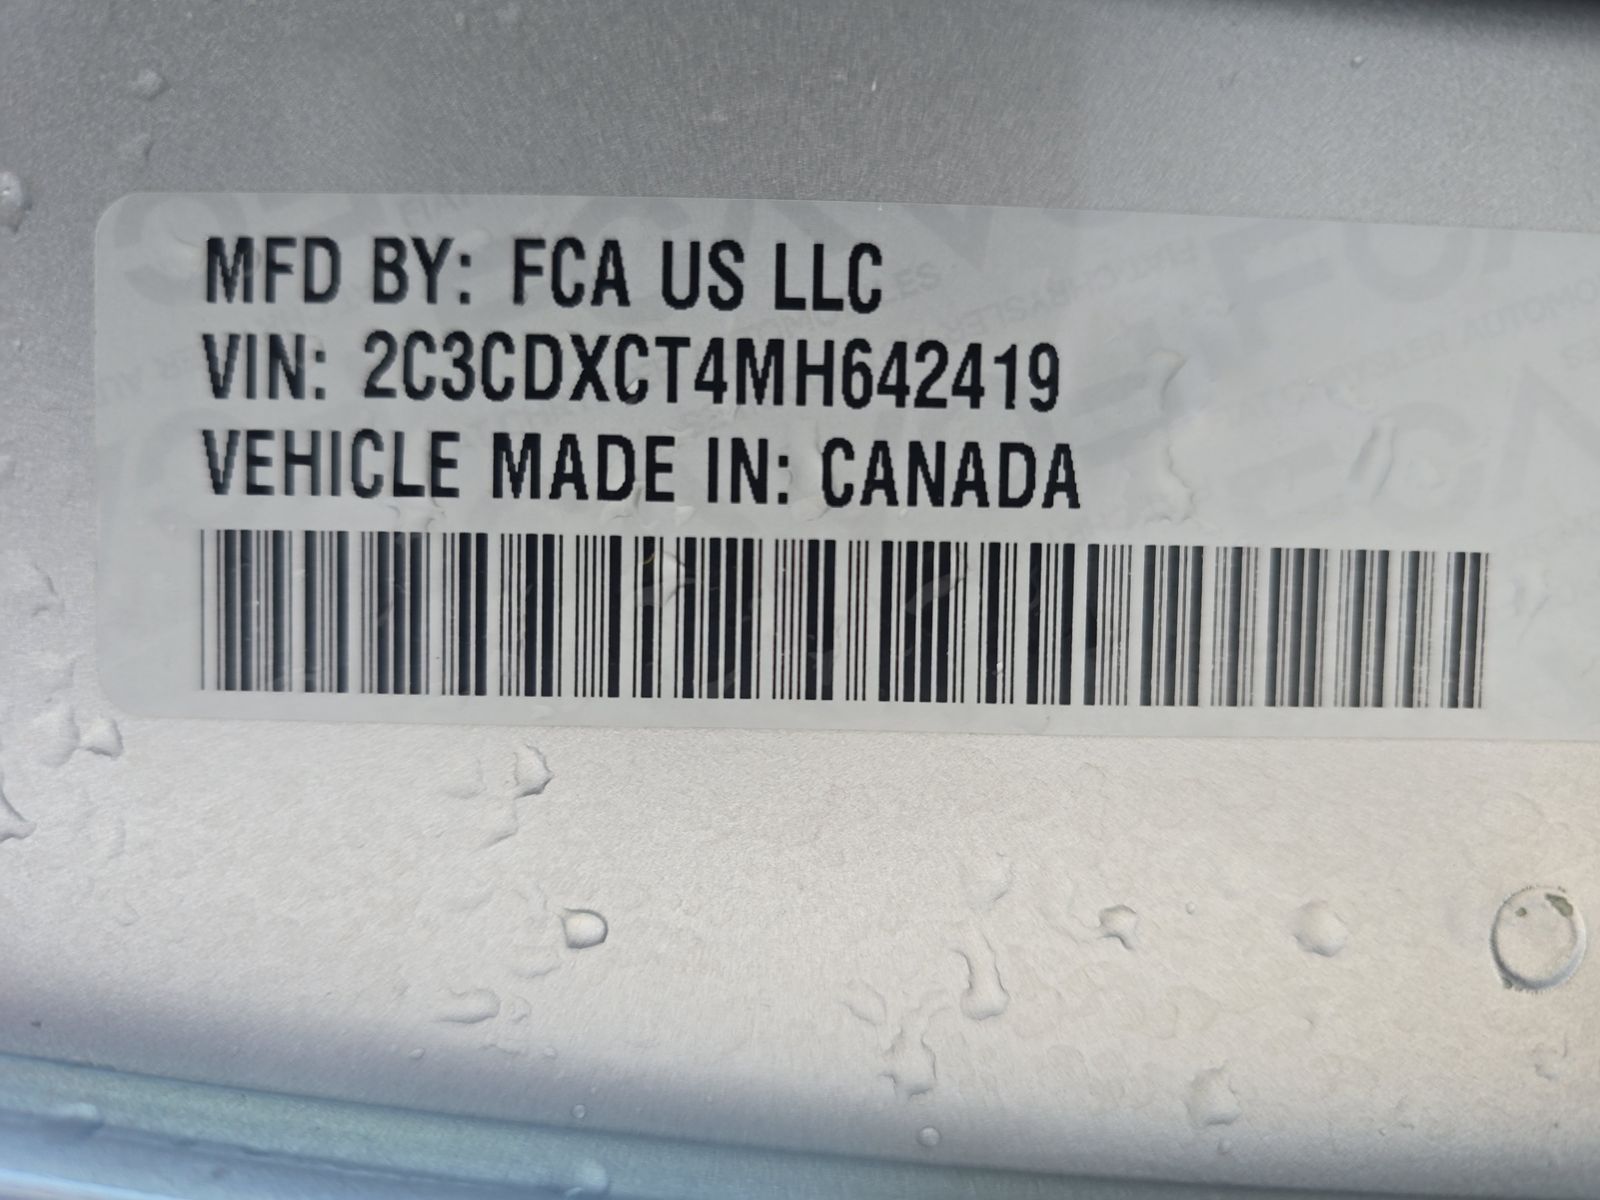 MFD BY: FCA US LLC
VIN: 2C3CDXCT4MH642419
VEHICLE MADE IN: CANADA